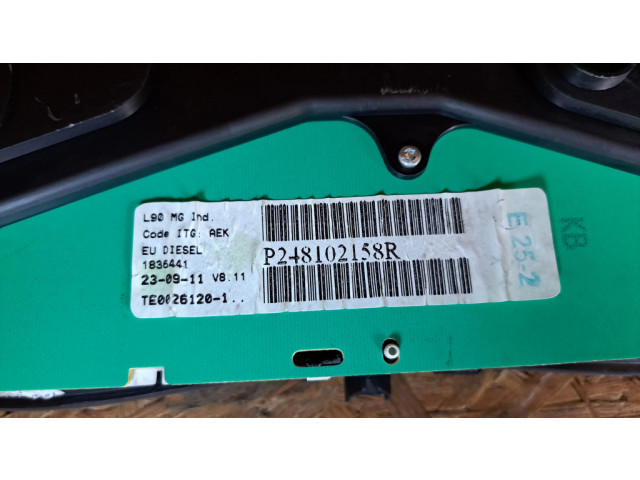 L90 MG Ind.
Code ITG: AEK
EU DIESEL
1836441
23-09-11 V8.11
TE0026120-1..
P248102158R
E 25-2
KB